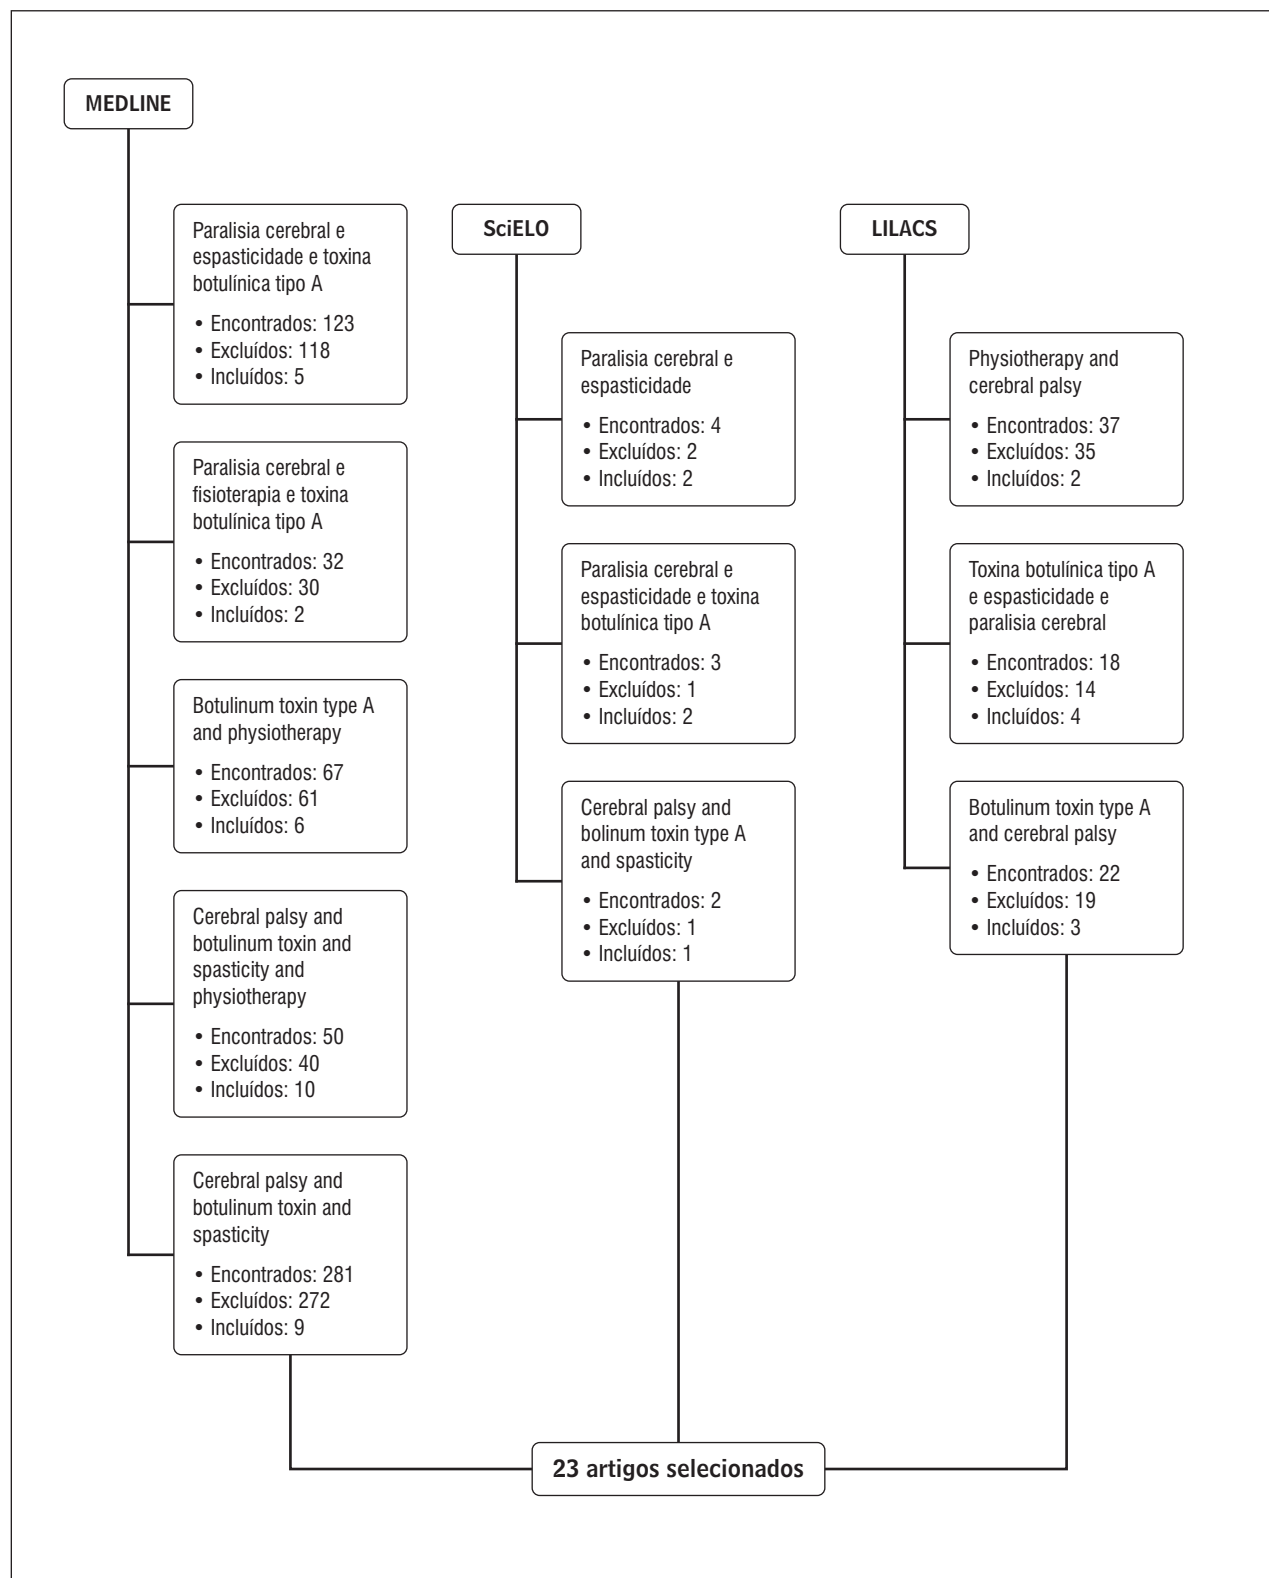 MEDLINE
Paralisia cerebral e
espasticidade e toxina
botulínica tipo A
• Encontrados: 123
• Excluídos: 118
• Incluídos: 5
Paralisia cerebral e
fisioterapia e toxina
botulínica tipo A
• Encontrados: 32
• Excluídos: 30
• Incluídos: 2
Botulinum toxin type A
and physiotherapy
• Encontrados: 67
• Excluídos: 61
• Incluídos: 6
Cerebral palsy and
botulinum toxin and
spasticity and
physiotherapy
• Encontrados: 50
• Excluídos: 40
• Incluídos: 10
Cerebral palsy and
botulinum toxin and
spasticity
• Encontrados: 281
• Excluídos: 272
• Incluídos: 9
SciELO
Paralisia cerebral e
espasticidade
• Encontrados: 4
• Excluídos: 2
• Incluídos: 2
Paralisia cerebral e
espasticidade e toxina
botulínica tipo A
• Encontrados: 3
• Excluídos: 1
• Incluídos: 2
Cerebral palsy and
bolinum toxin type A
and spasticity
• Encontrados: 2
• Excluídos: 1
• Incluídos: 1
LILACS
Physiotherapy and
cerebral palsy
• Encontrados: 37
• Excluídos: 35
• Incluídos: 2
Toxina botulínica tipo A
e espasticidade e
paralisia cerebral
• Encontrados: 18
• Excluídos: 14
• Incluídos: 4
Botulinum toxin type A
and cerebral palsy
• Encontrados: 22
• Excluídos: 19
• Incluídos: 3
23 artigos selecionados